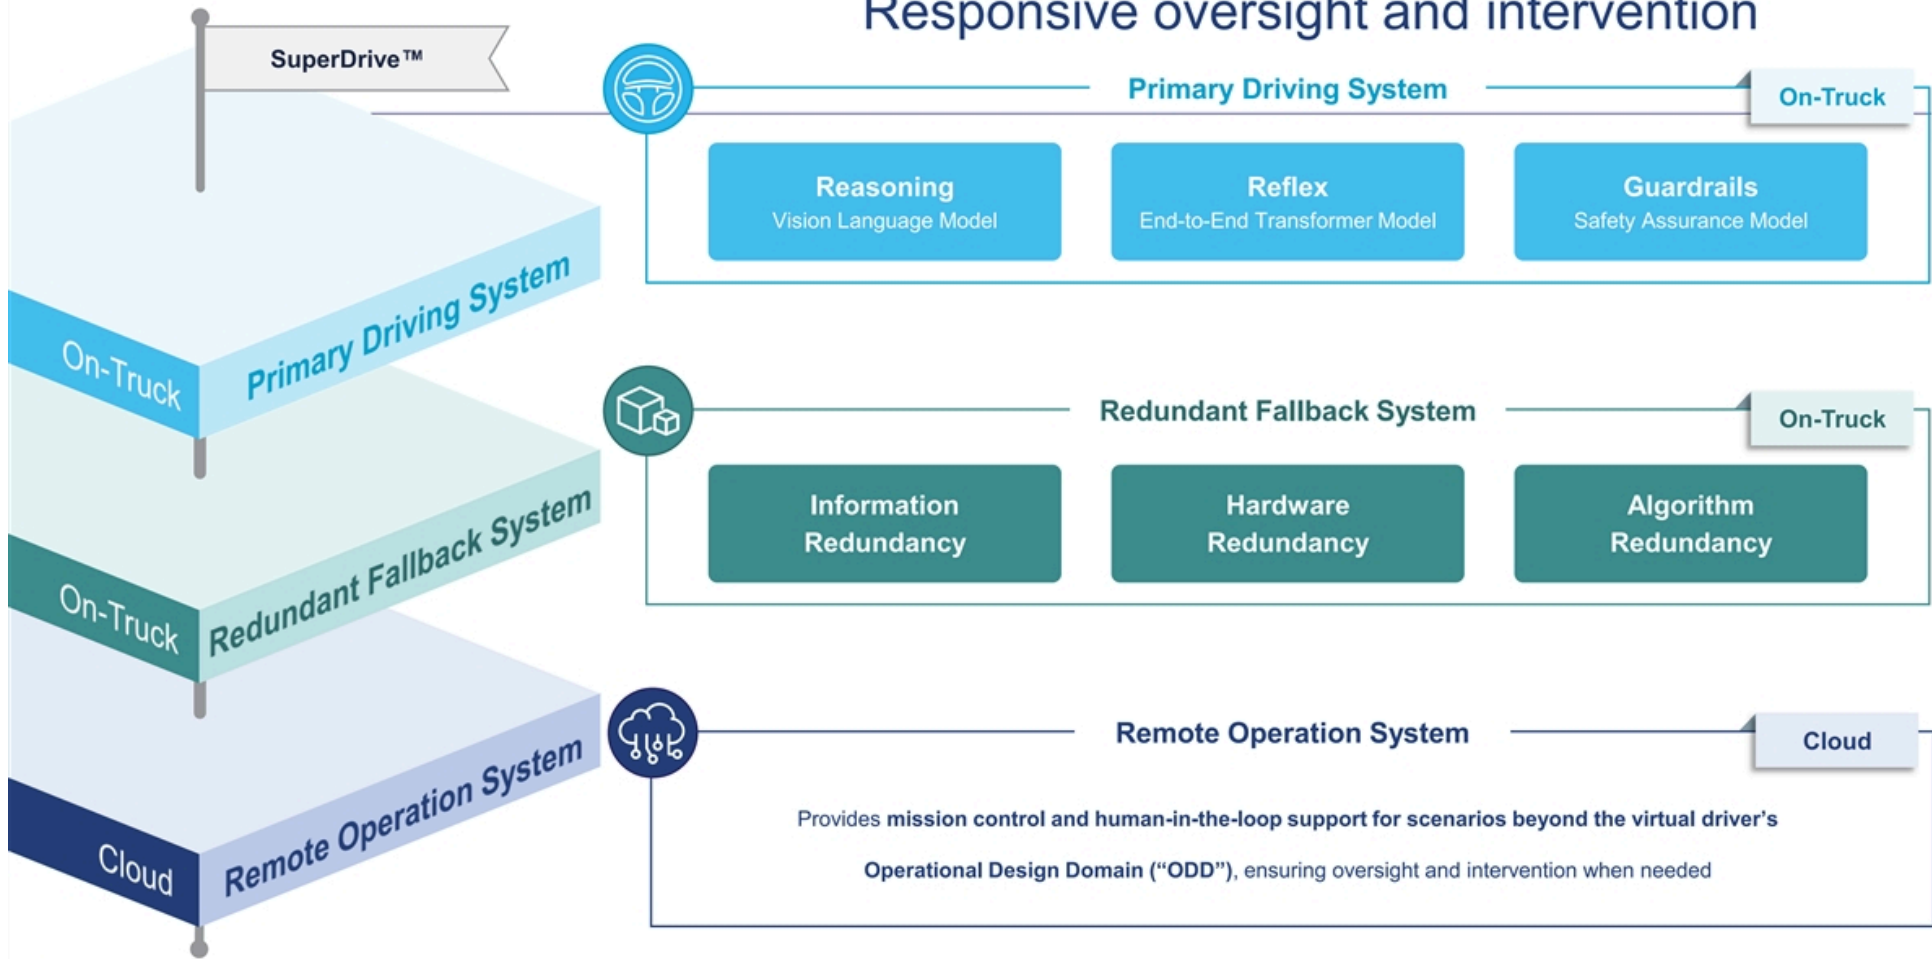 Responsive oversight and intervention
SuperDrive™
Primary Driving System
On-Truck
Reasoning
Vision Language Model
Reflex
End-to-End Transformer Model
Guardrails
Safety Assurance Model
On-Truck
Primary Driving System
Redundant Fallback System
On-Truck
Information
Redundancy
Hardware
Redundancy
Algorithm
Redundancy
On-Truck
Redundant Fallback System
Remote Operation System
Cloud
Provides mission control and human-in-the-loop support for scenarios beyond the virtual driver’s
Operational Design Domain (“ODD”), ensuring oversight and intervention when needed
Cloud
Remote Operation System